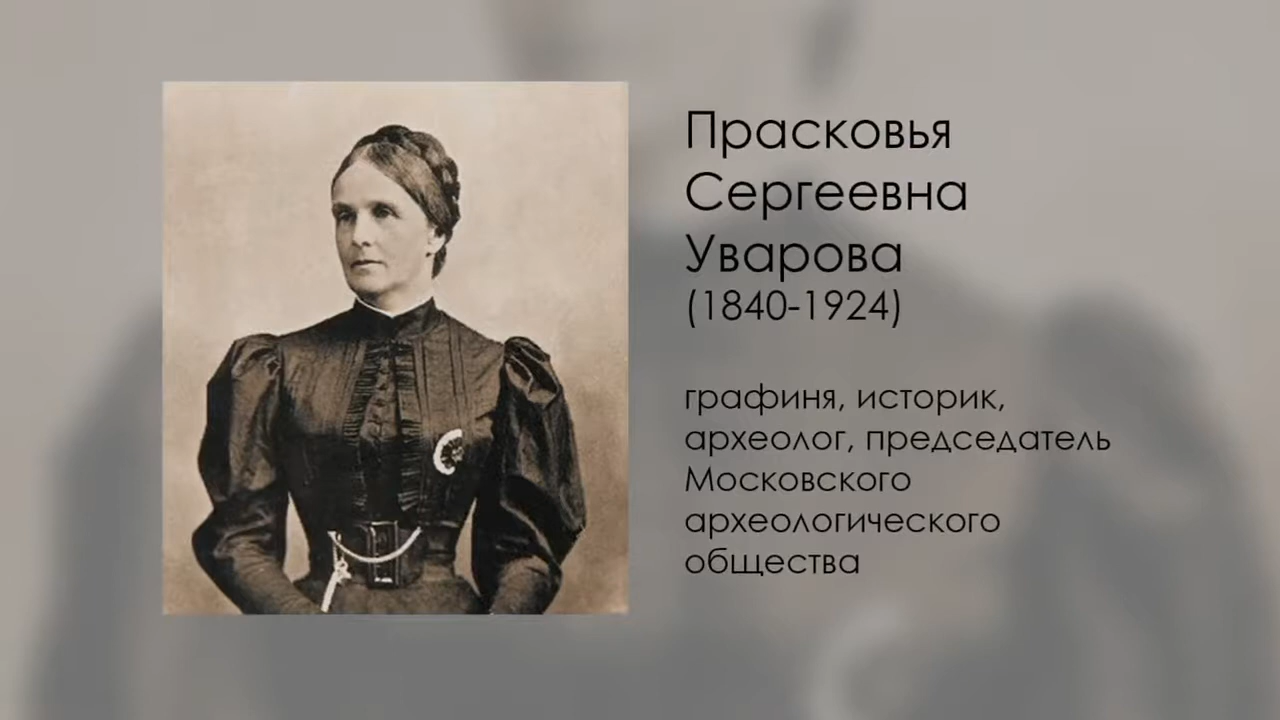 Прасковья
Сергеевна
Уварова
(1840-1924)
графиня, историк,
археолог, председатель
Московского
археологического
общества